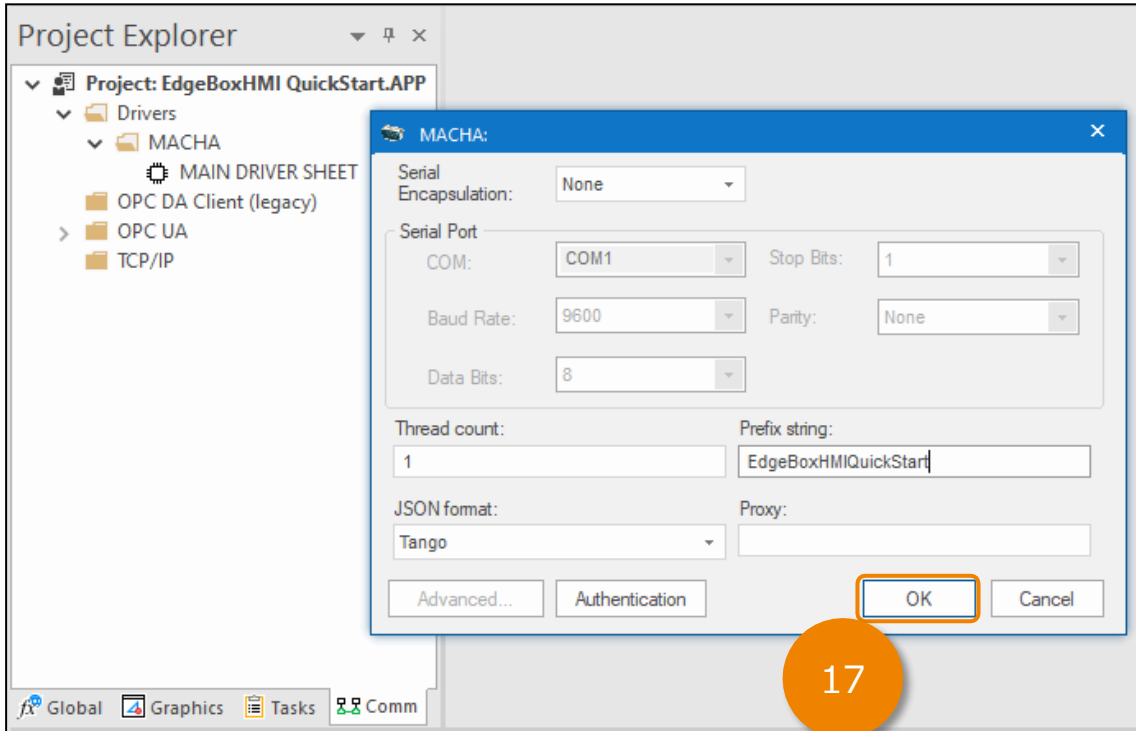 Project Explorer
Project: EdgeBoxHMI QuickStart.APP
Drivers
MACHA
MAIN DRIVER SHEET
OPC DA Client (legacy)
OPC UA
TCP/IP
MACHA:
Serial
Encapsulation:
None
Serial Port
COM:
COM1
Stop Bits:
1
Baud Rate:
9600
Parity:
None
Data Bits:
8
Thread count:
Prefix string:
1
EdgeBoxHMIQuickStart
JSON format:
Proxy:
Tango
Advanced...
Authentication
OK
Cancel
17
fx Global
Graphics
Tasks
Comm